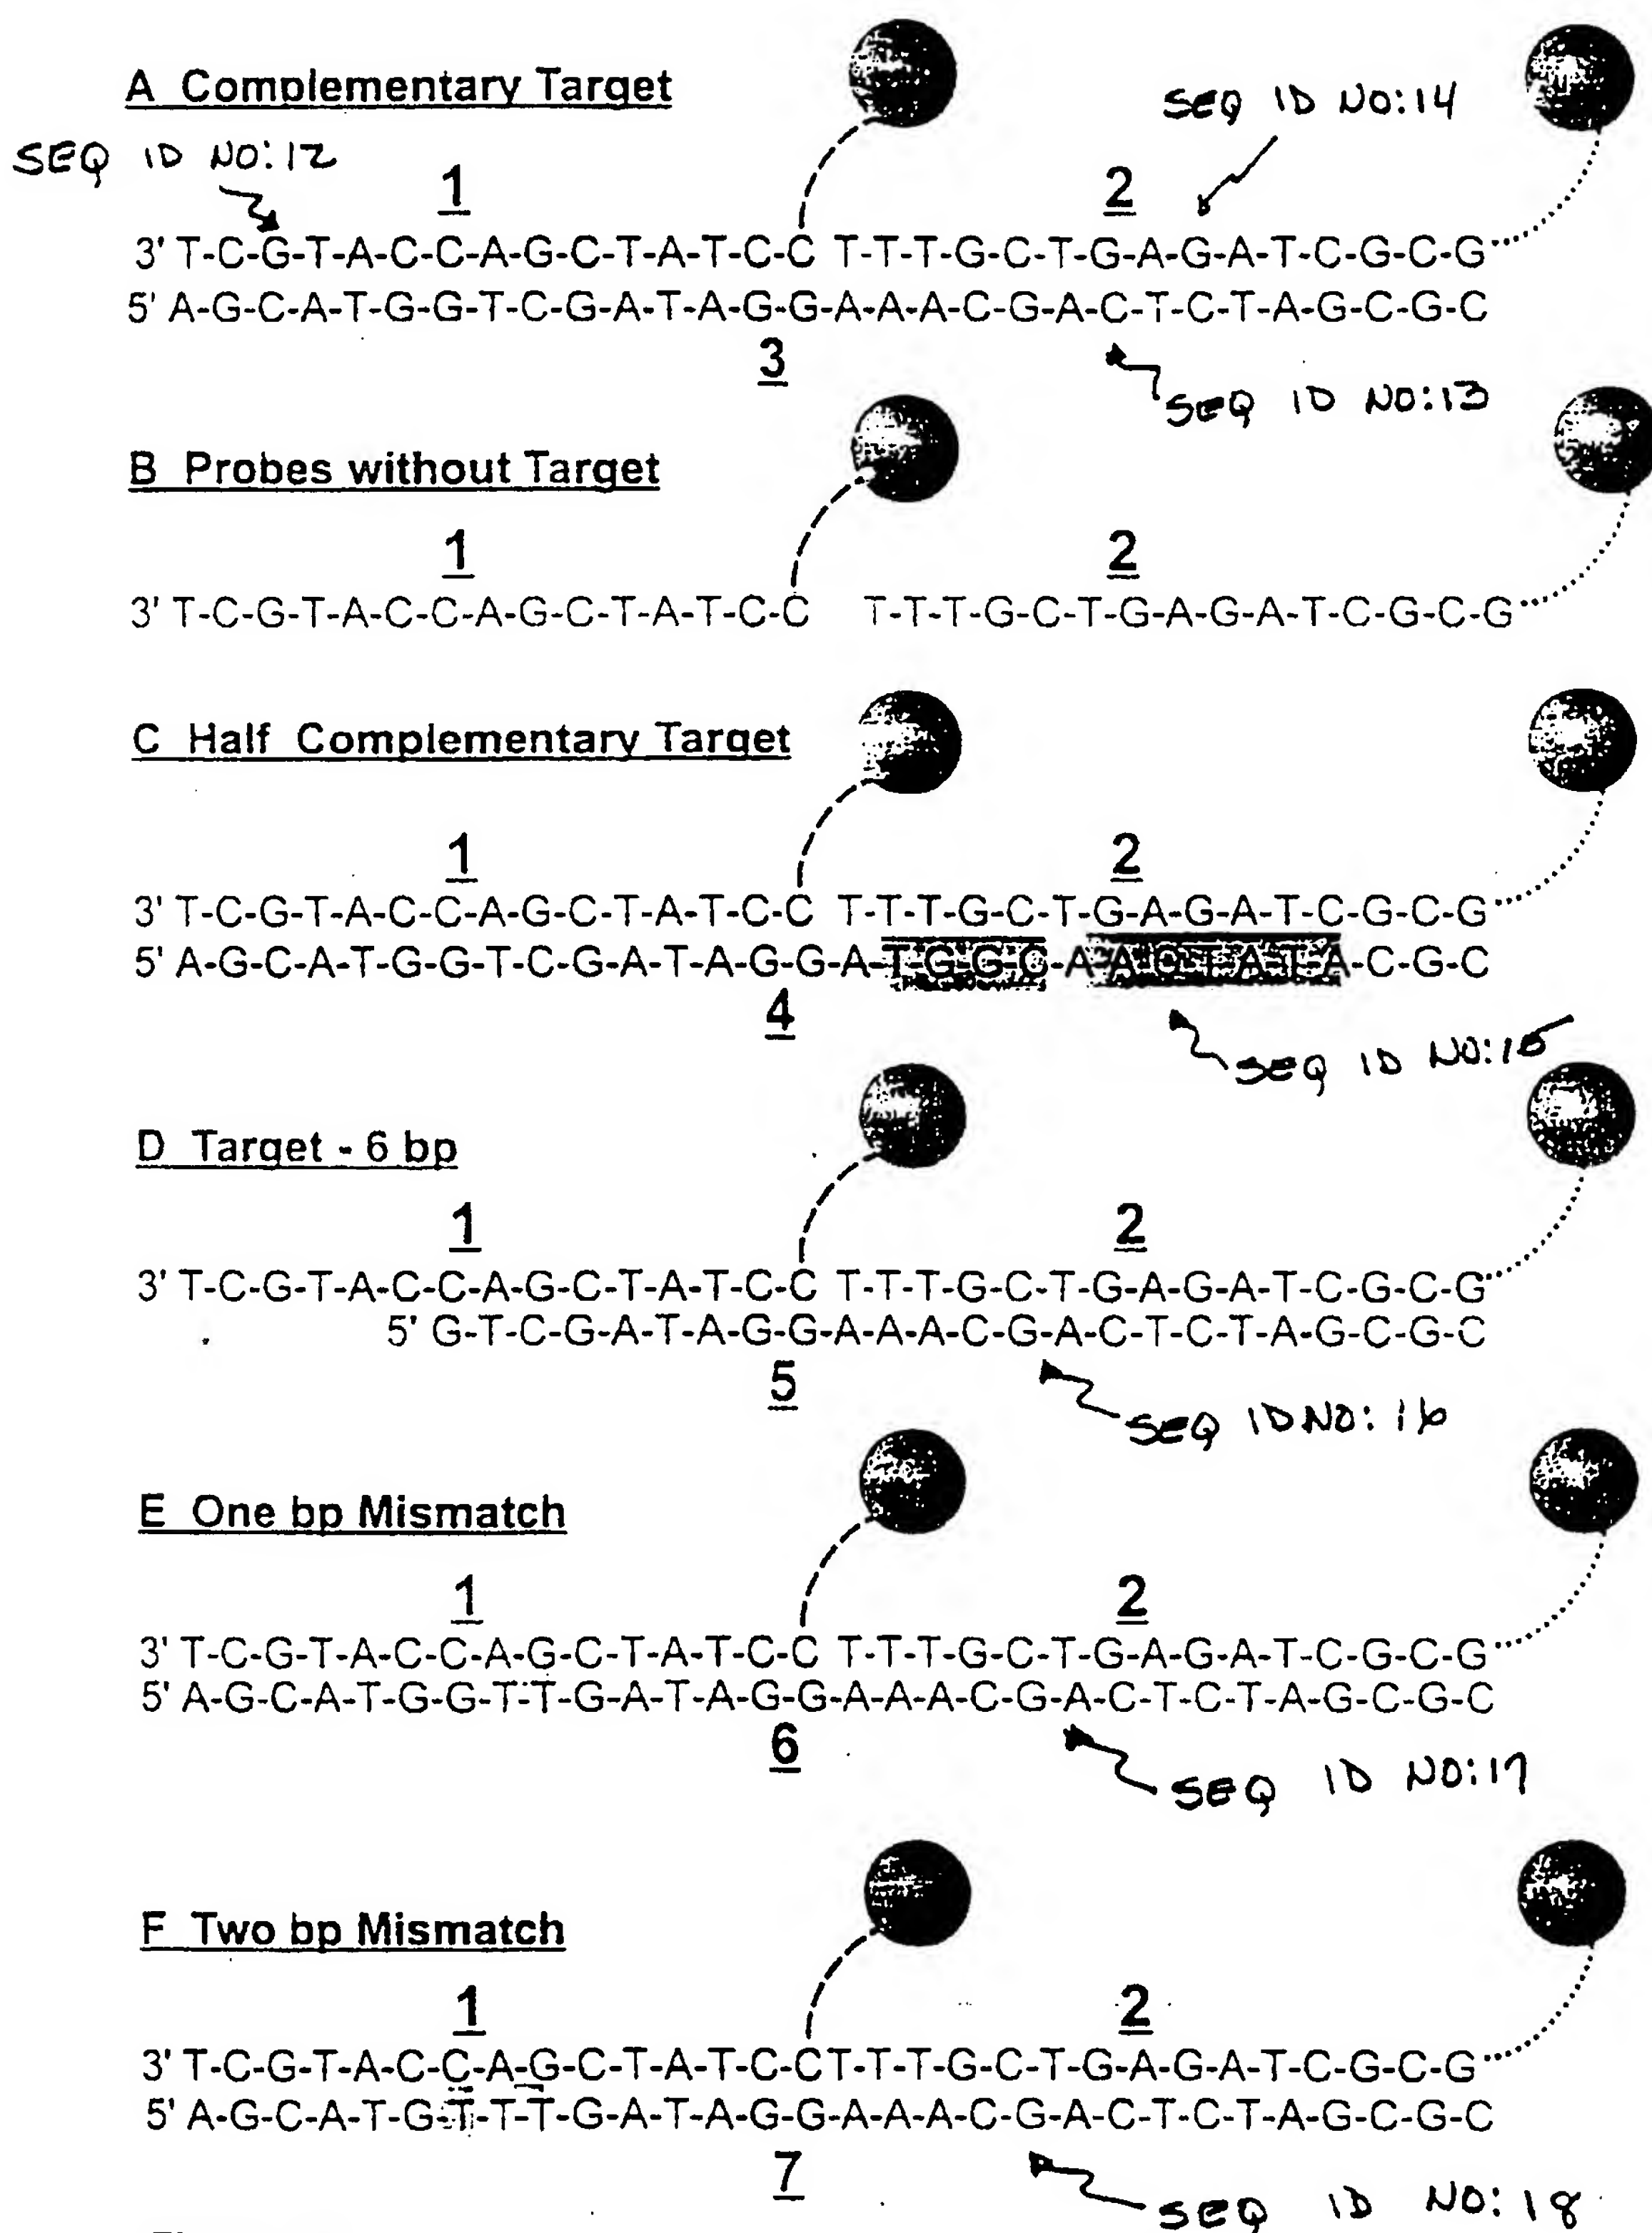 A Complementary Target
SEQ ID NO:14
SEQ ID NO:12
1 2
3' T-C-G-T-A-C-C-A-G-C-T-A-T-C-C T-T-T-G-C-T-G-A-G-A-T-C-G-C-G
5' A-G-C-A-T-G-G-T-C-G-A-T-A-G-G-A-A-A-C-G-A-C-T-C-T-A-G-C-G-C
3
SEQ ID NO:13
B Probes without Target
1 2
3' T-C-G-T-A-C-C-A-G-C-T-A-T-C-C T-T-T-G-C-T-G-A-G-A-T-C-G-C-G
C Half Complementary Target
1 2
3' T-C-G-T-A-C-C-A-G-C-T-A-T-C-C T-T-T-G-C-T-G-A-G-A-T-C-G-C-G
5' A-G-C-A-T-G-G-T-C-G-A-T-A-G-G-A-T-G-G-C-A-A-C-T-A-T-A-C-G-C
4
SEQ ID NO:15
D Target - 6 bp
1 2
3' T-C-G-T-A-C-C-A-G-C-T-A-T-C-C T-T-T-G-C-T-G-A-G-A-T-C-G-C-G
5' G-T-C-G-A-T-A-G-G-A-A-A-C-G-A-C-T-C-T-A-G-C-G-C
5
SEQ ID NO: 16
E One bp Mismatch
1 2
3' T-C-G-T-A-C-C-A-G-C-T-A-T-C-C T-T-T-G-C-T-G-A-G-A-T-C-G-C-G
5' A-G-C-A-T-G-G-T-T-G-A-T-A-G-G-A-A-A-C-G-A-C-T-C-T-A-G-C-G-C
6
SEQ ID NO:17
F Two bp Mismatch
1 2
3' T-C-G-T-A-C-C-A-G-C-T-A-T-C-C-T-T-T-G-C-T-G-A-G-A-T-C-G-C-G
5' A-G-C-A-T-G-T-T-T-G-A-T-A-G-G-A-A-A-C-G-A-C-T-C-T-A-G-C-G-C
7
SEQ ID NO: 18